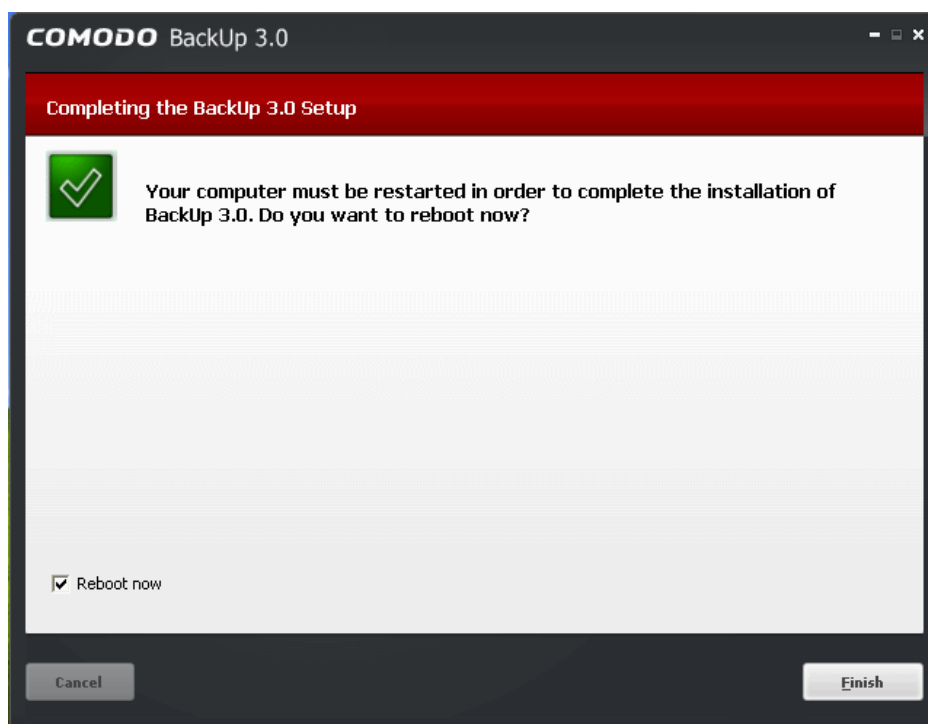 COMODO BackUp 3.0
Completing the BackUp 3.0 Setup
Your computer must be restarted in order to complete the installation of
BackUp 3.0. Do you want to reboot now?
Reboot now
Cancel
Finish